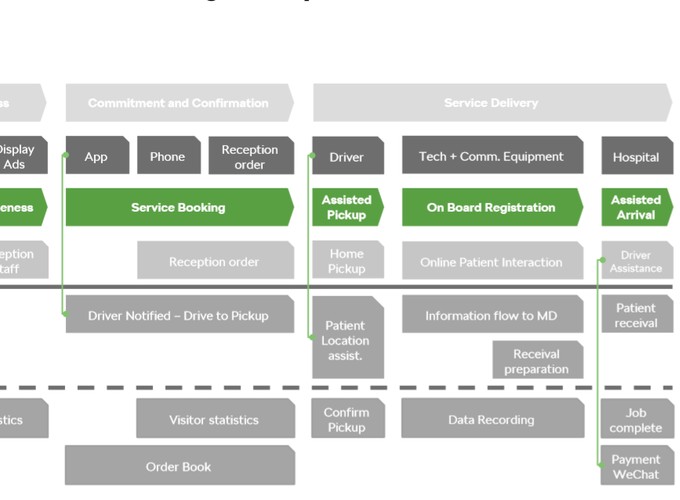 ss
Commitment and Confirmation
Service Delivery
Display
Ads
App
Phone
Reception
order
Driver
Tech + Comm. Equipment
Hospital
eness
Service Booking
Assisted
Pickup
On Board Registration
Assisted
Arrival
eption
taff
Reception order
Home
Pickup
Online Patient Interaction
Driver
Assistance
Driver Notified – Drive to Pickup
Patient
Location
assist.
Information flow to MD
Patient
receival
Receival
preparation
stics
Visitor statistics
Confirm
Pickup
Data Recording
Job
complete
Order Book
Payment
WeChat